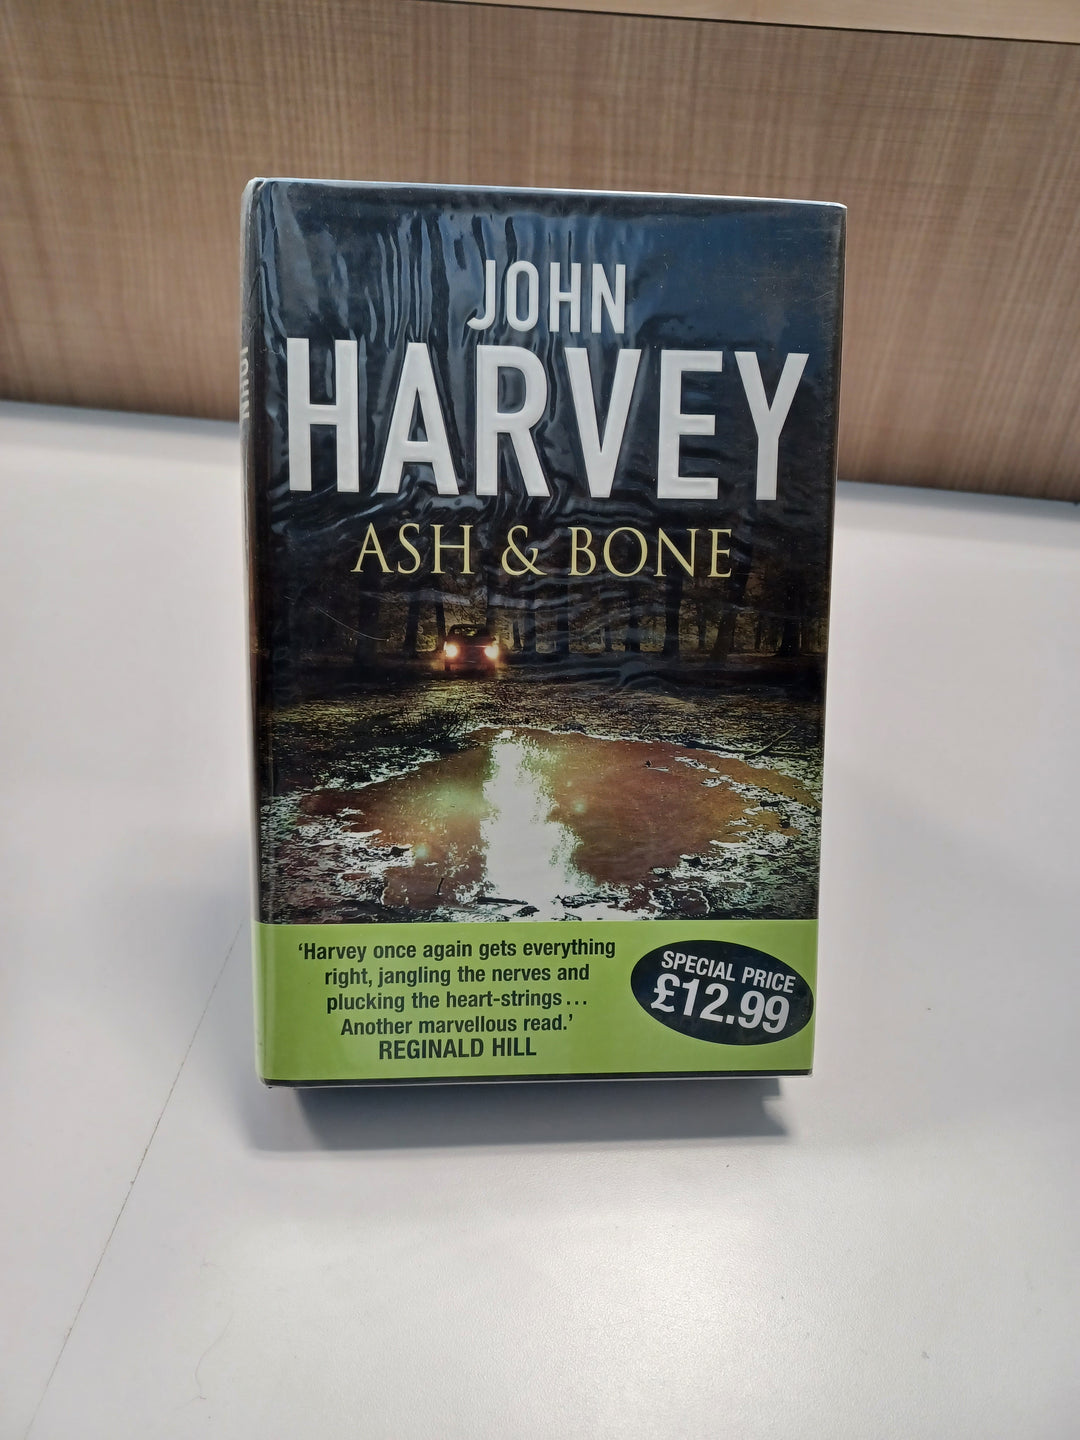 JOHN
JOHN
HARVEY
ASH & BONE
‘Harvey once again gets everything
right, jangling the nerves and
plucking the heart-strings…
Another marvellous read.’
REGINALD HILL
SPECIAL PRICE
£12.99